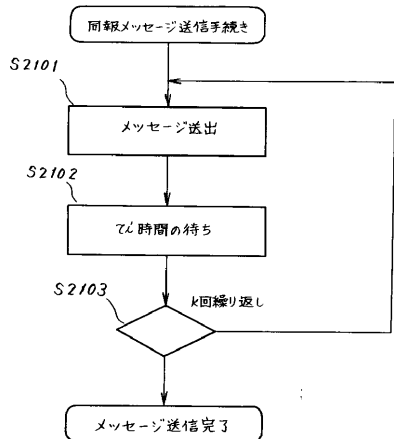 同報メッセージ送信手続き
S2101
メッセージ送出
S2102
時間の待ち
S2103
k回繰り返し
メッセージ送信完了